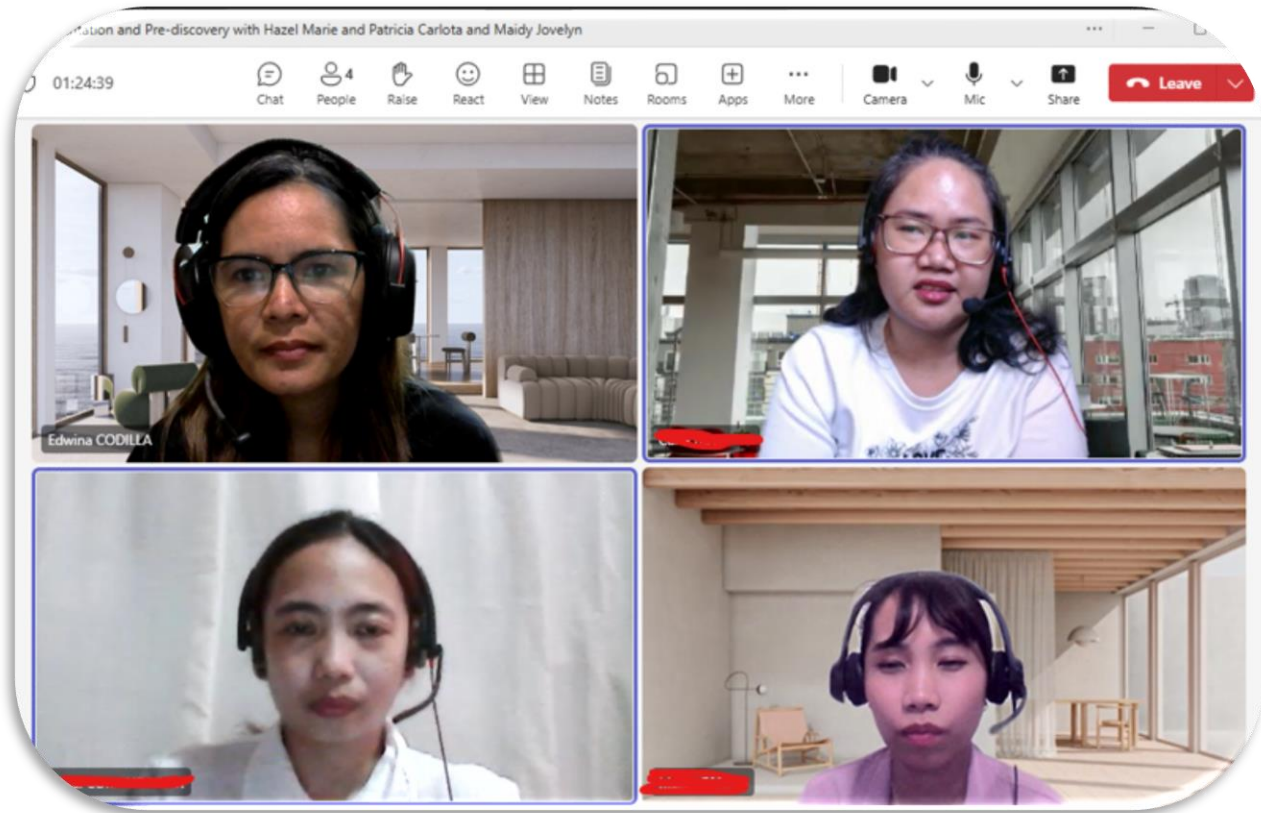 and Pre-discovery with Hazel Marie and Patricia Carlota and Maidy Jovelyn
01:24:39
4
Chat
People
Raise
React
View
Notes
Rooms
Apps
More
Camera
Mic
Share
Leave
Edwina CODILLA
LOVE